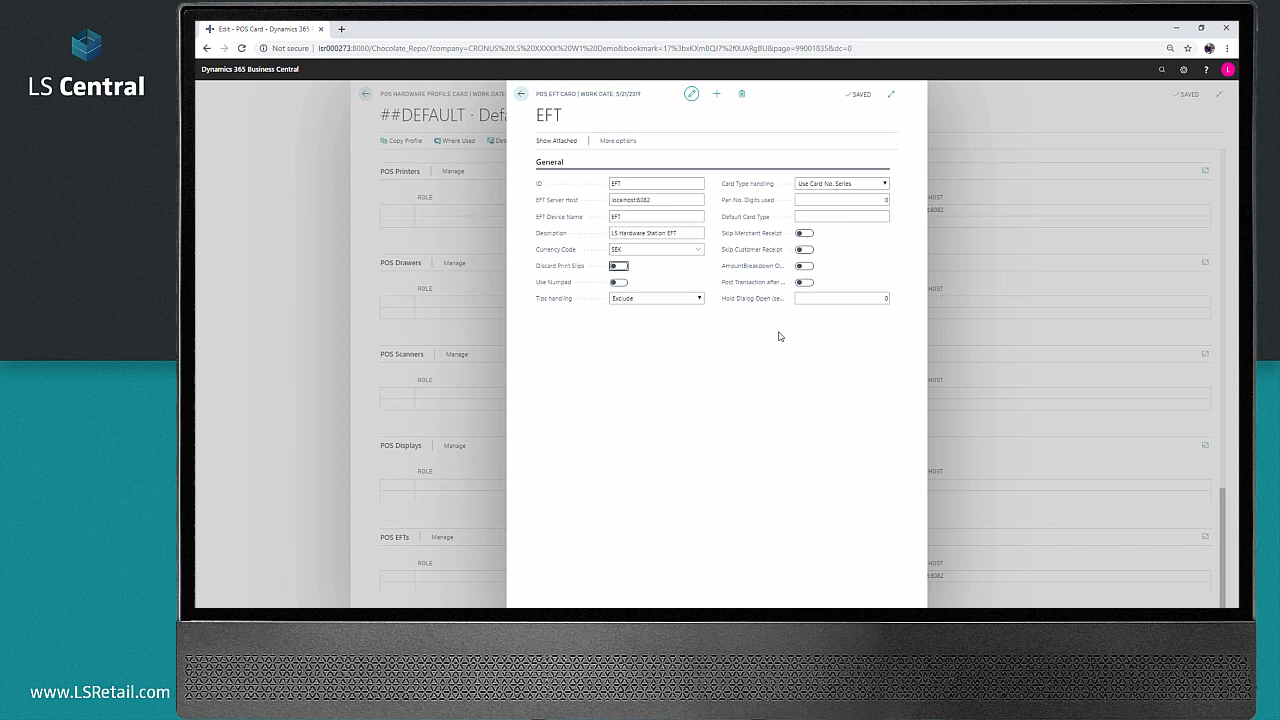 LS Central
Edit - POS Card - Dynamics 365
Not secure
lsr000273:8080/Chocolate_Repo/?company=CRONUS%20LS%20XXXXX%20W1%20Demo&bookmark=17%3bxKXmBQJ7%2f0UARgBU&page=99001835&dc=0
Dynamics 365 Business Central
L
POS HARDWARE PROFILE CARD | WORK DATE:
##DEFAULT · Defa
Copy Profile
Where Used
POS EFT CARD | WORK DATE: 5/21/2019
SAVED
SAVED
EFT
Show Attached
More options
General
ID
EFT
Card Type handling
Use Card No. Series
EFT Server Host
localhost:8082
Pan No. Digits used
0
EFT Device Name
EFT
Default Card Type
Description
LS Hardware Station EFT
Skip Merchant Receipt
Currency Code
SEK
Skip Customer Receipt
Discard Print Slips
AmountBreakdown O...
Use Numpad
Post Transaction after ...
Tips handling
Exclude
Hold Dialog Open (se...
0
POS Printers
Manage
ROLE
HOST
:8082
POS Drawers
Manage
ROLE
HOST
POS Scanners
Manage
ROLE
HOST
POS Displays
Manage
ROLE
HOST
POS EFTs
Manage
ROLE
HOST
:8082
www.LSRetail.com